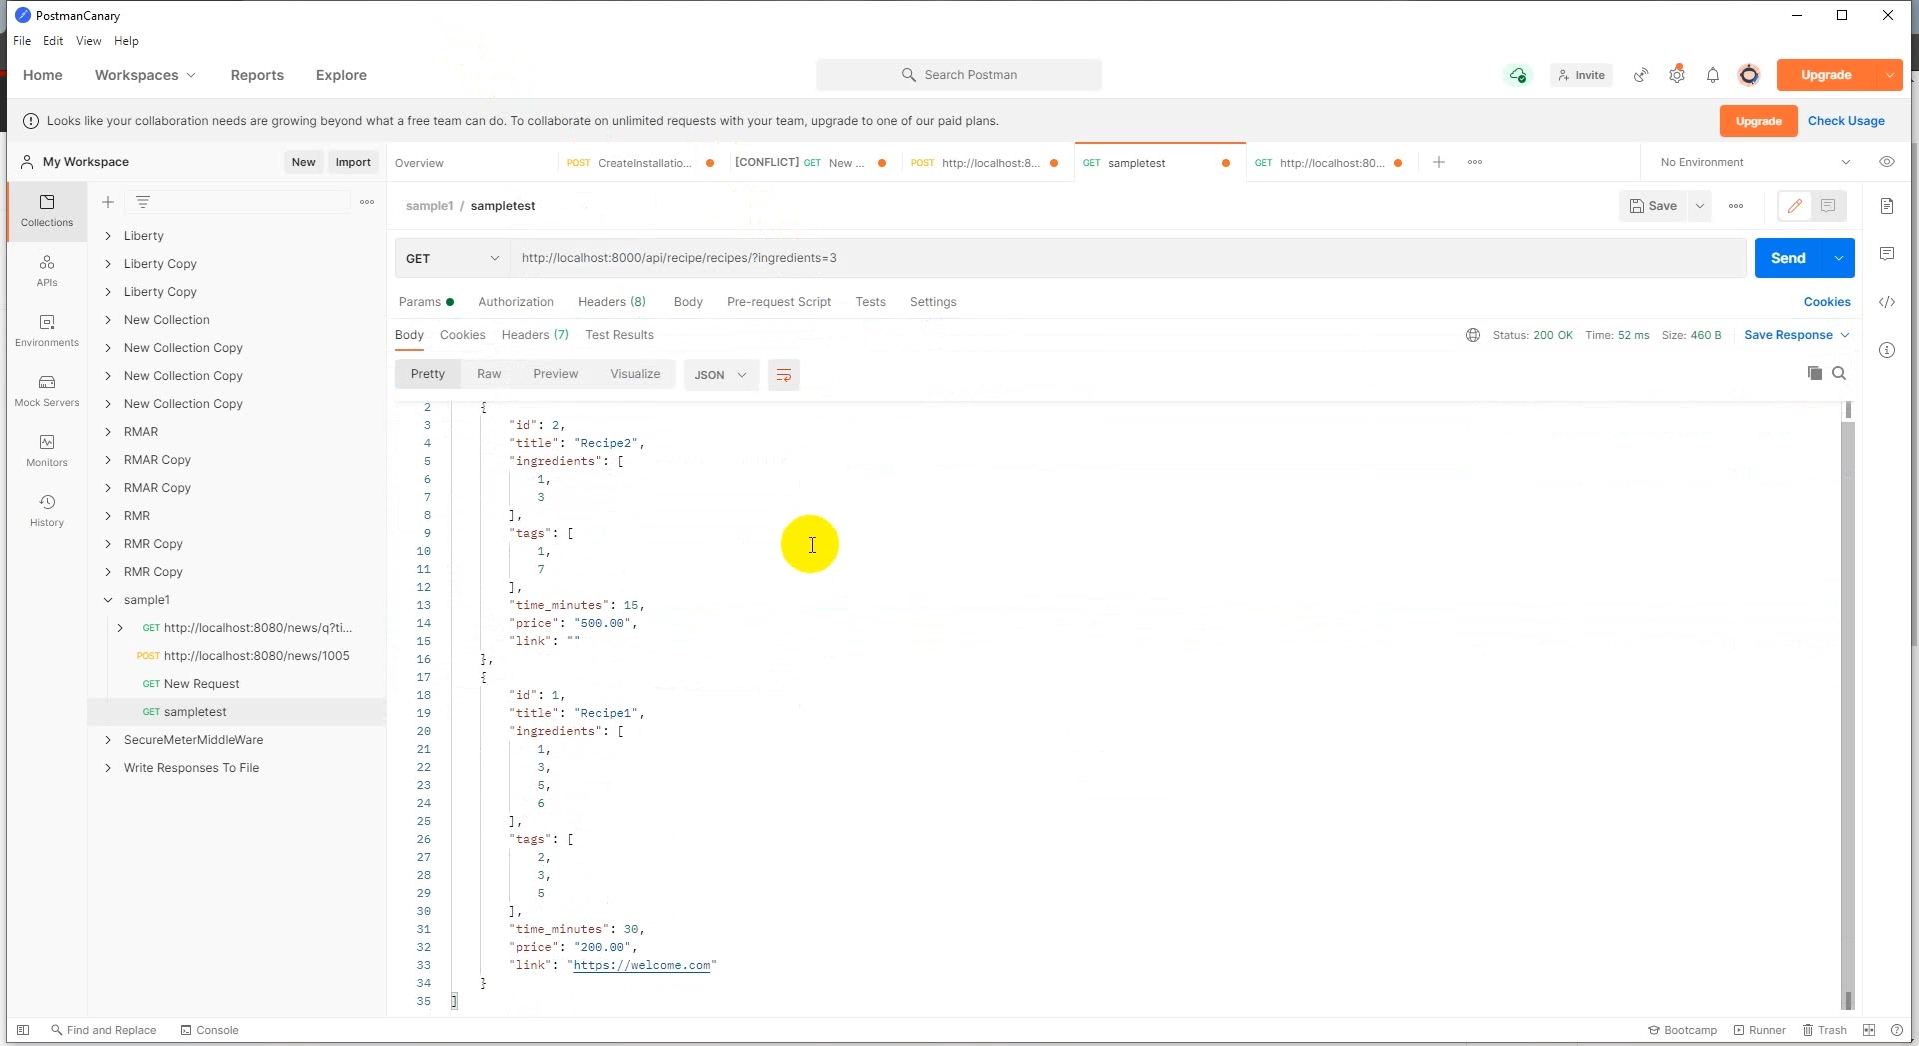 PostmanCanary
File Edit View Help
Home Workspaces Reports Explore
Search Postman
Invite
Upgrade
Looks like your collaboration needs are growing beyond what a free team can do. To collaborate on unlimited requests with your team, upgrade to one of our paid plans.
Upgrade Check Usage
My Workspace New Import
Overview
POST CreateInstallatio...
[CONFLICT] GET New ...
POST http://localhost:8...
GET sampletest
GET http://localhost:80...
No Environment
Collections
APIs
Environments
Mock Servers
Monitors
History
Liberty
Liberty Copy
Liberty Copy
New Collection
New Collection Copy
New Collection Copy
New Collection Copy
RMAR
RMAR Copy
RMAR Copy
RMR
RMR Copy
RMR Copy
sample1
GET http://localhost:8080/news/q?ti...
POST http://localhost:8080/news/1005
GET New Request
GET sampletest
SecureMeterMiddleWare
Write Responses To File
sample1 / sampletest
Save
GET http://localhost:8000/api/recipe/recipes/?ingredients=3
Send
Params Authorization Headers (8) Body Pre-request Script Tests Settings
Cookies
Body Cookies Headers (7) Test Results
Status: 200 OK Time: 52 ms Size: 460 B Save Response
Pretty Raw Preview Visualize JSON
2 {
3 "id": 2,
4 "title": "Recipe2",
5 "ingredients": [
6 1,
7 3
8 ],
9 "tags": [
10 1,
11 7
12 ],
13 "time_minutes": 15,
14 "price": "500.00",
15 "link": ""
16 },
17 {
18 "id": 1,
19 "title": "Recipe1",
20 "ingredients": [
21 1,
22 3,
23 5,
24 6
25 ],
26 "tags": [
27 2,
28 3,
29 5
30 ],
31 "time_minutes": 30,
32 "price": "200.00",
33 "link": "https://welcome.com"
34 }
35 ]
Find and Replace Console
Bootcamp Runner Trash